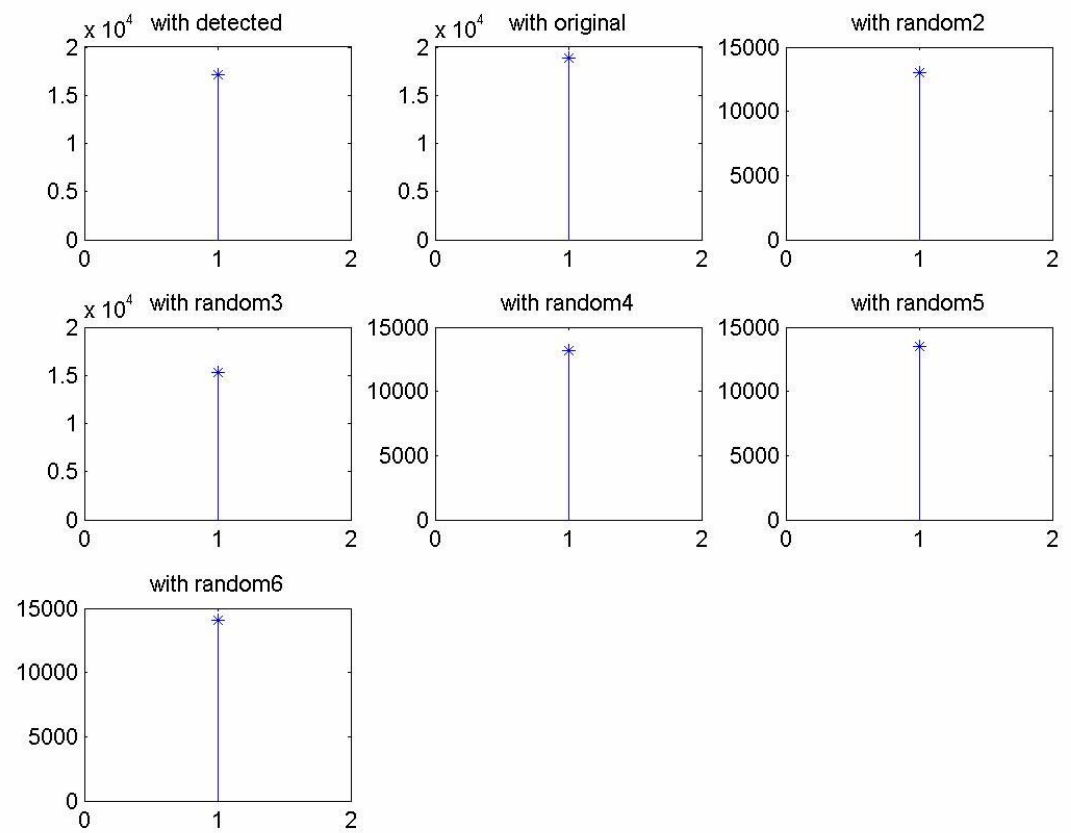 x 10^4 with detected
2
1.5
1
0.5
0
0 1 2
x 10^4 with original
2
1.5
1
0.5
0
0 1 2
with random2
15000
10000
5000
0
0 1 2
x 10^4 with random3
2
1.5
1
0.5
0
0 1 2
with random4
15000
10000
5000
0
0 1 2
with random5
15000
10000
5000
0
0 1 2
with random6
15000
10000
5000
0
0 1 2